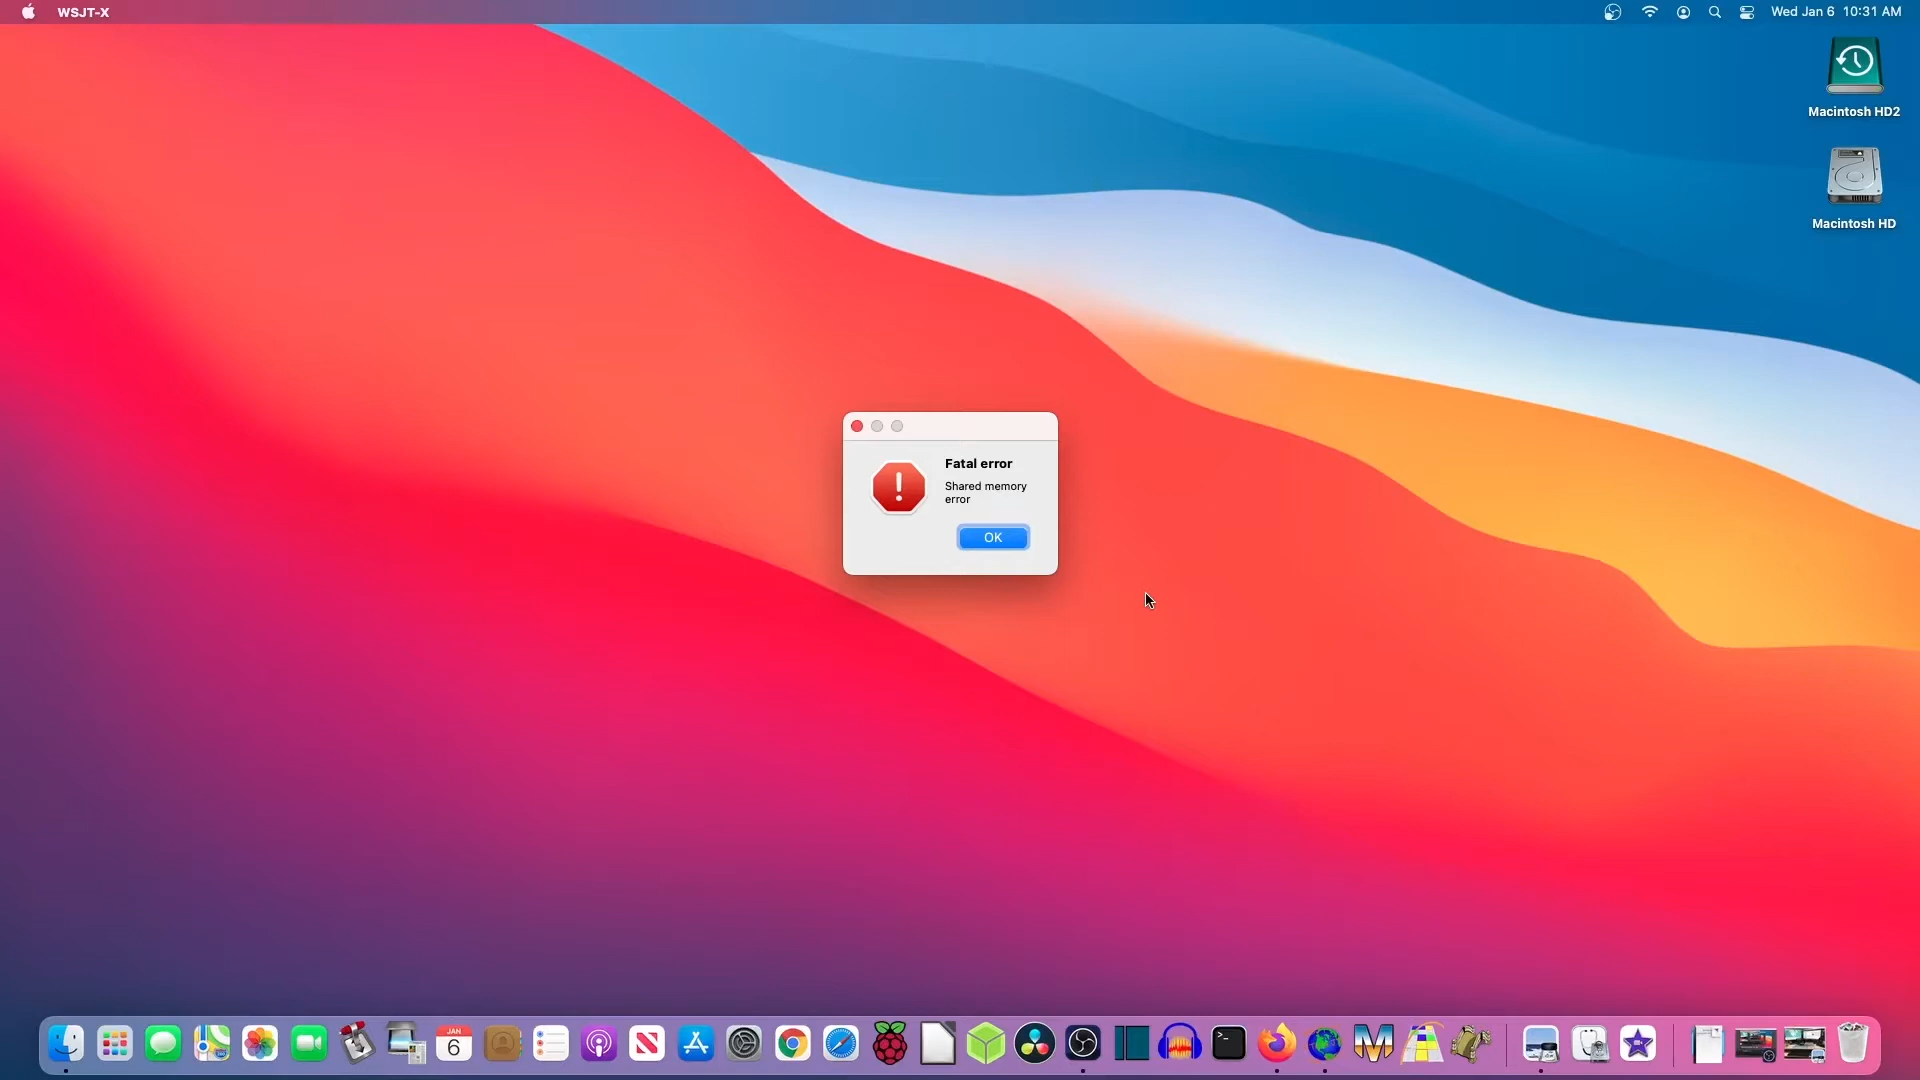 WSJT-X
Wed Jan 6 10:31 AM
Macintosh HD2
Macintosh HD
Fatal error
Shared memory
error
OK
JAN
6